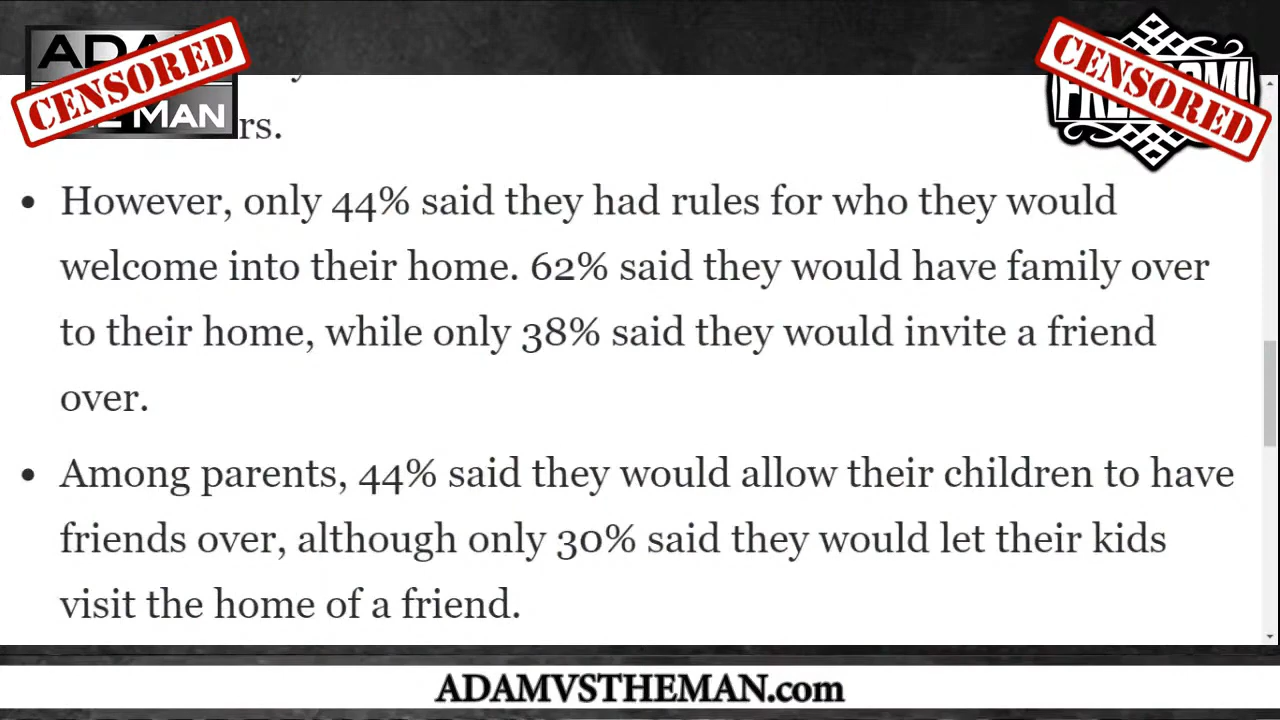 ADAM
CENSORED
THE MAN
CENSORED
rs.
• However, only 44% said they had rules for who they would
welcome into their home. 62% said they would have family over
to their home, while only 38% said they would invite a friend
over.
• Among parents, 44% said they would allow their children to have
friends over, although only 30% said they would let their kids
visit the home of a friend.
ADAMVSTHEMAN.com